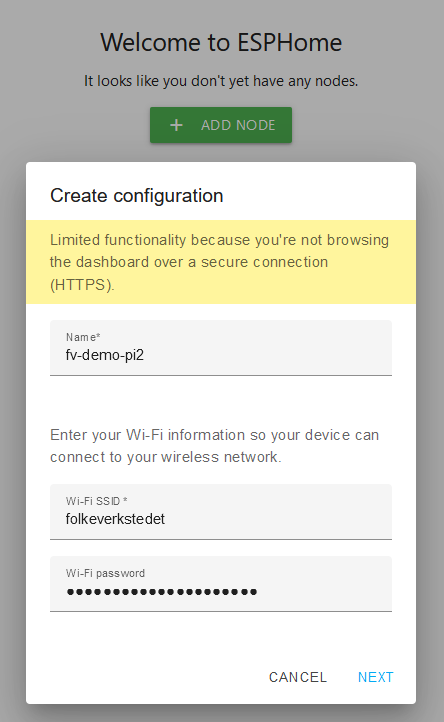 Welcome to ESPHome
It looks like you don't yet have any nodes.
+ ADD NODE
Create configuration
Limited functionality because you're not browsing
the dashboard over a secure connection
(HTTPS).
Name*
fv-demo-pi2
Enter your Wi-Fi information so your device can
connect to your wireless network.
Wi-Fi SSID *
folkeverkstedet
Wi-Fi password
●●●●●●●●●●●●●●●●●●●●●
CANCEL NEXT